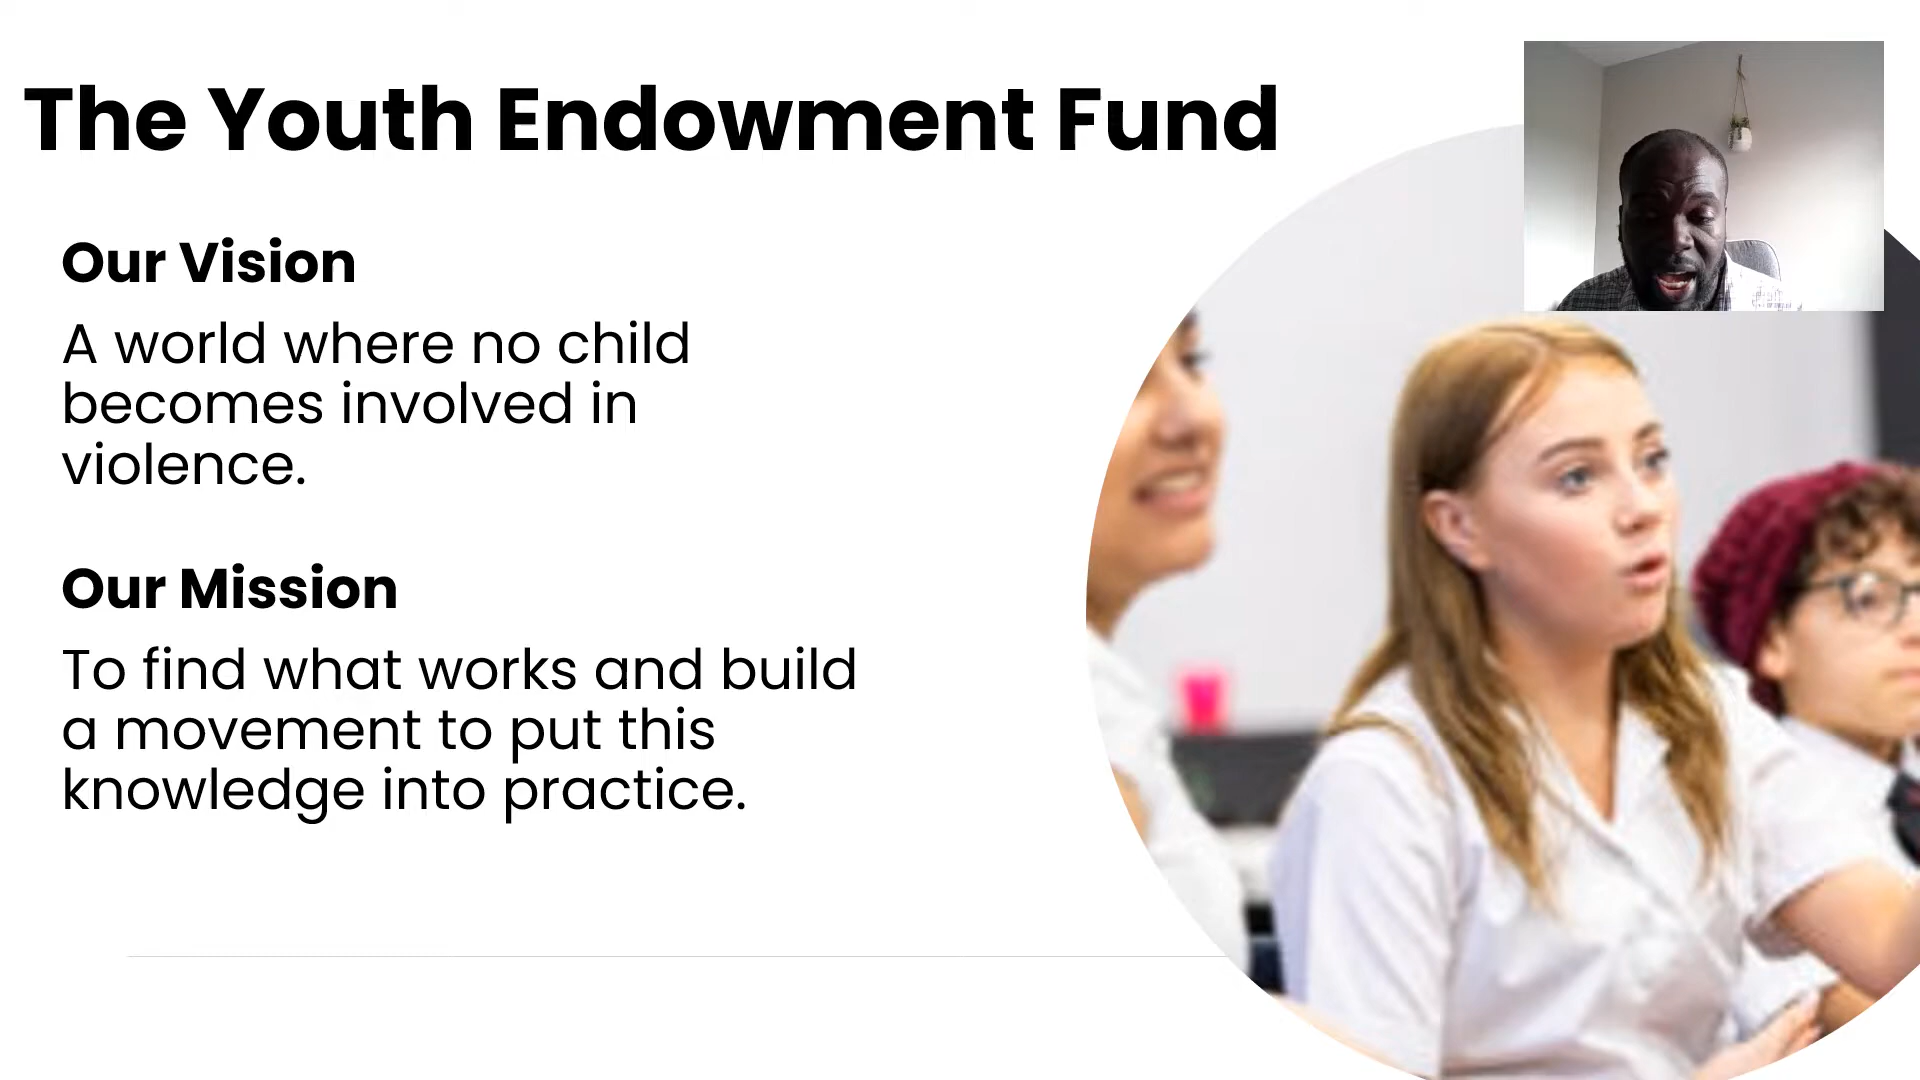 The Youth Endowment Fund
Our Vision
A world where no child
becomes involved in
violence.
Our Mission
To find what works and build
a movement to put this
knowledge into practice.